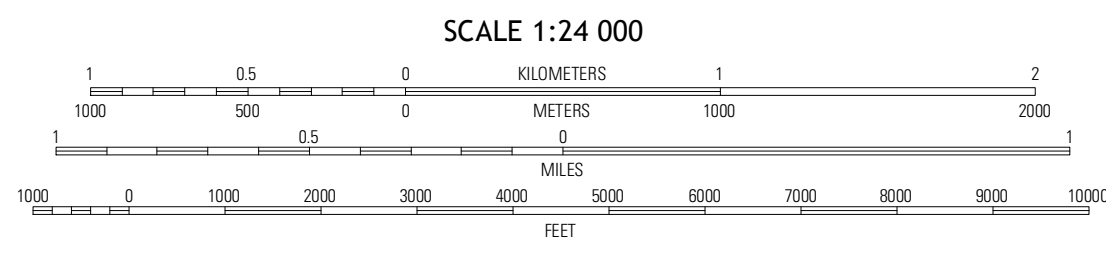 SCALE 1:24 000
1 0.5 0 KILOMETERS 1 2
1000 500 0 METERS 1000 2000
1 0.5 0 1
MILES
1000 0 1000 2000 3000 4000 5000 6000 7000 8000 9000 10000
FEET